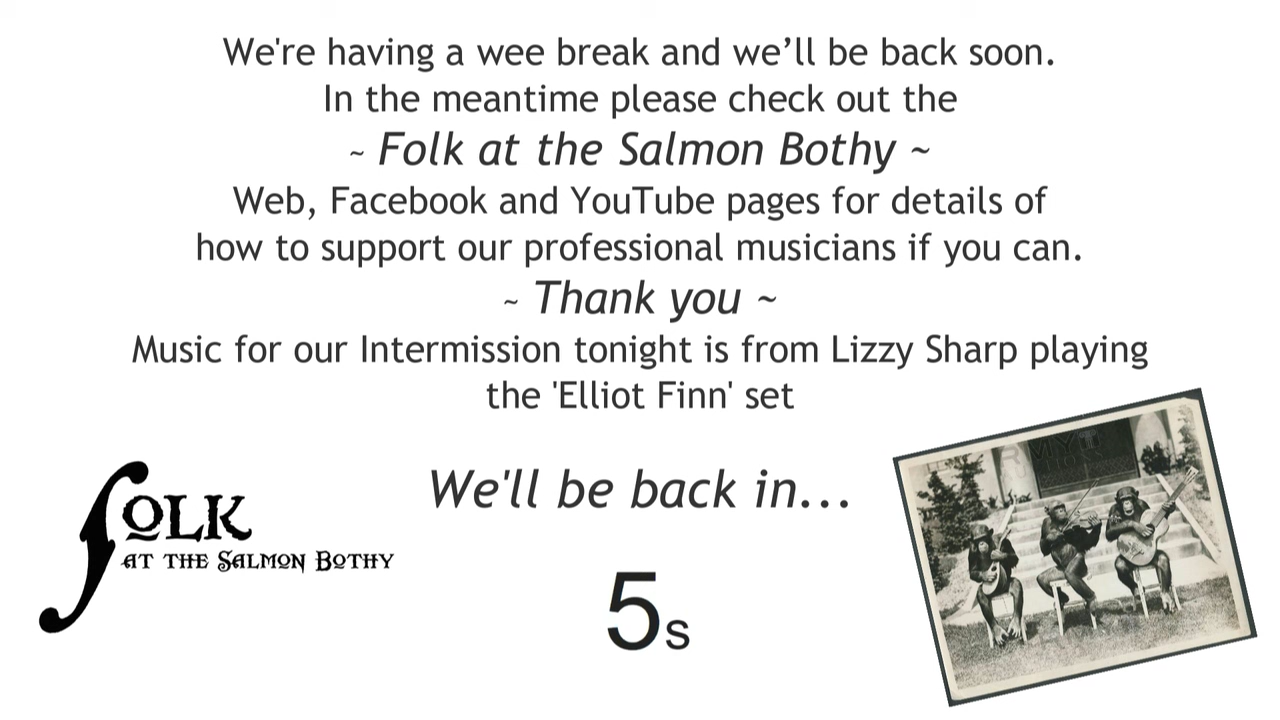 We're having a wee break and we’ll be back soon.
In the meantime please check out the
~ Folk at the Salmon Bothy ~
Web, Facebook and YouTube pages for details of
how to support our professional musicians if you can.
~ Thank you ~
Music for our Intermission tonight is from Lizzy Sharp playing
the 'Elliot Finn' set
We'll be back in...
5s
FOLK
AT THE SALMON BOTHY